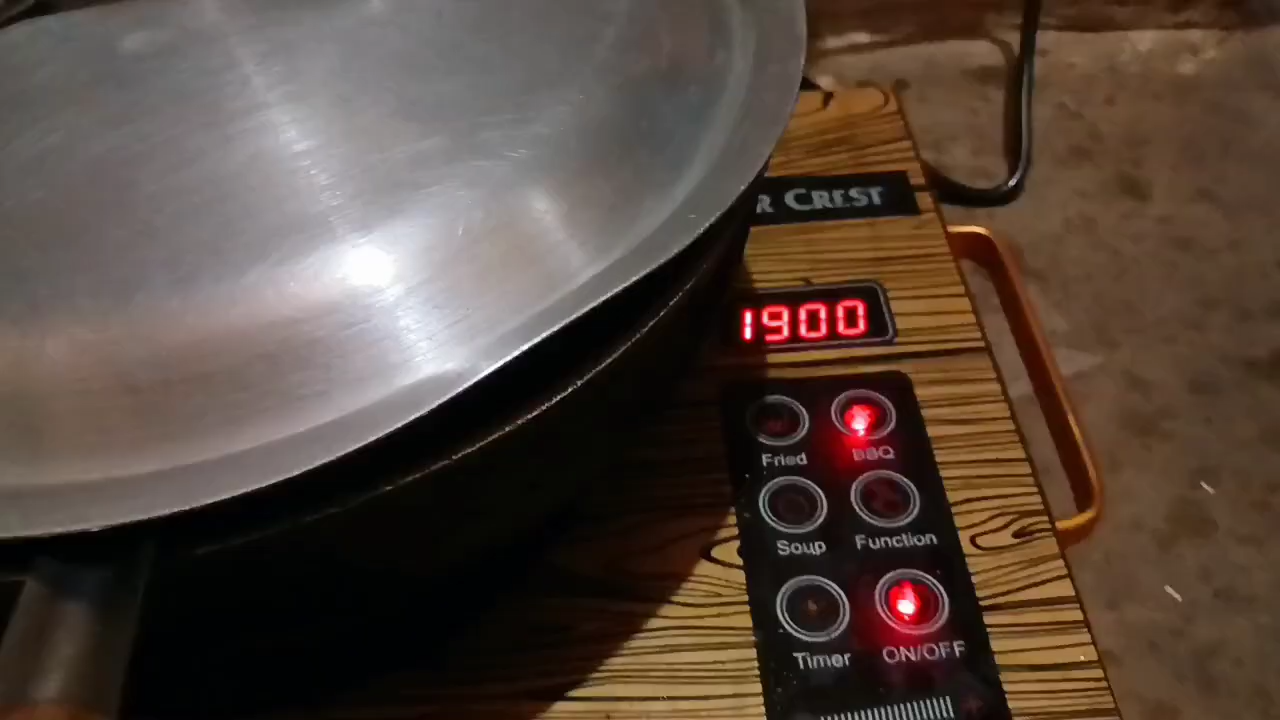 R CREST
1900
Fried BBQ
Soup Function
Timer ON/OFF